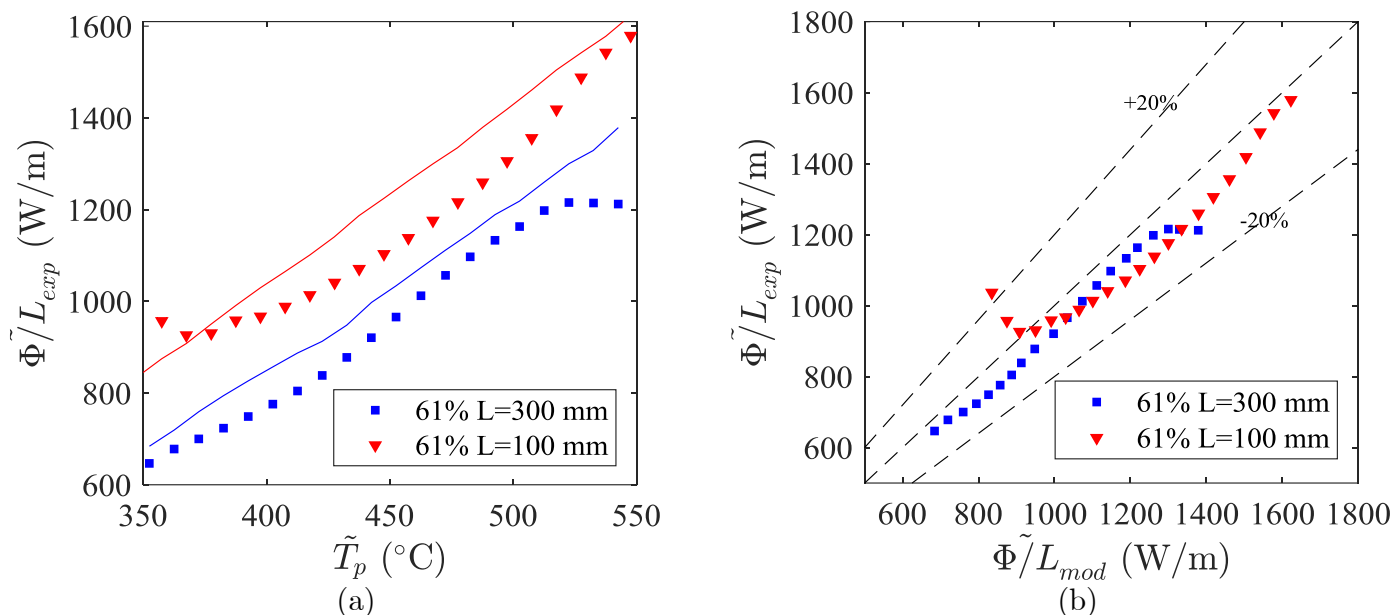 1600
1400
1200
1000
800
600
Φ̃/L_exp (W/m)
350 400 450 500 550
T̃_p (°C)
61% L=300 mm
61% L=100 mm
(a)
1800
1600
1400
1200
1000
800
600
Φ̃/L_exp (W/m)
+20%
-20%
61% L=300 mm
61% L=100 mm
600 800 1000 1200 1400 1600 1800
Φ̃/L_mod (W/m)
(b)